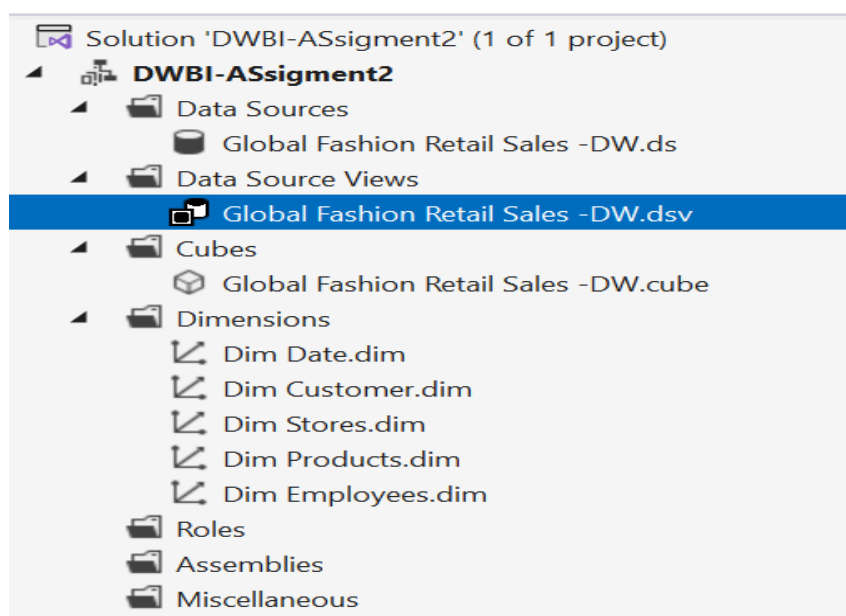 Solution 'DWBI-ASsigment2' (1 of 1 project)
DWBI-ASsigment2
Data Sources
Global Fashion Retail Sales -DW.ds
Data Source Views
Global Fashion Retail Sales -DW.dsv
Cubes
Global Fashion Retail Sales -DW.cube
Dimensions
Dim Date.dim
Dim Customer.dim
Dim Stores.dim
Dim Products.dim
Dim Employees.dim
Roles
Assemblies
Miscellaneous